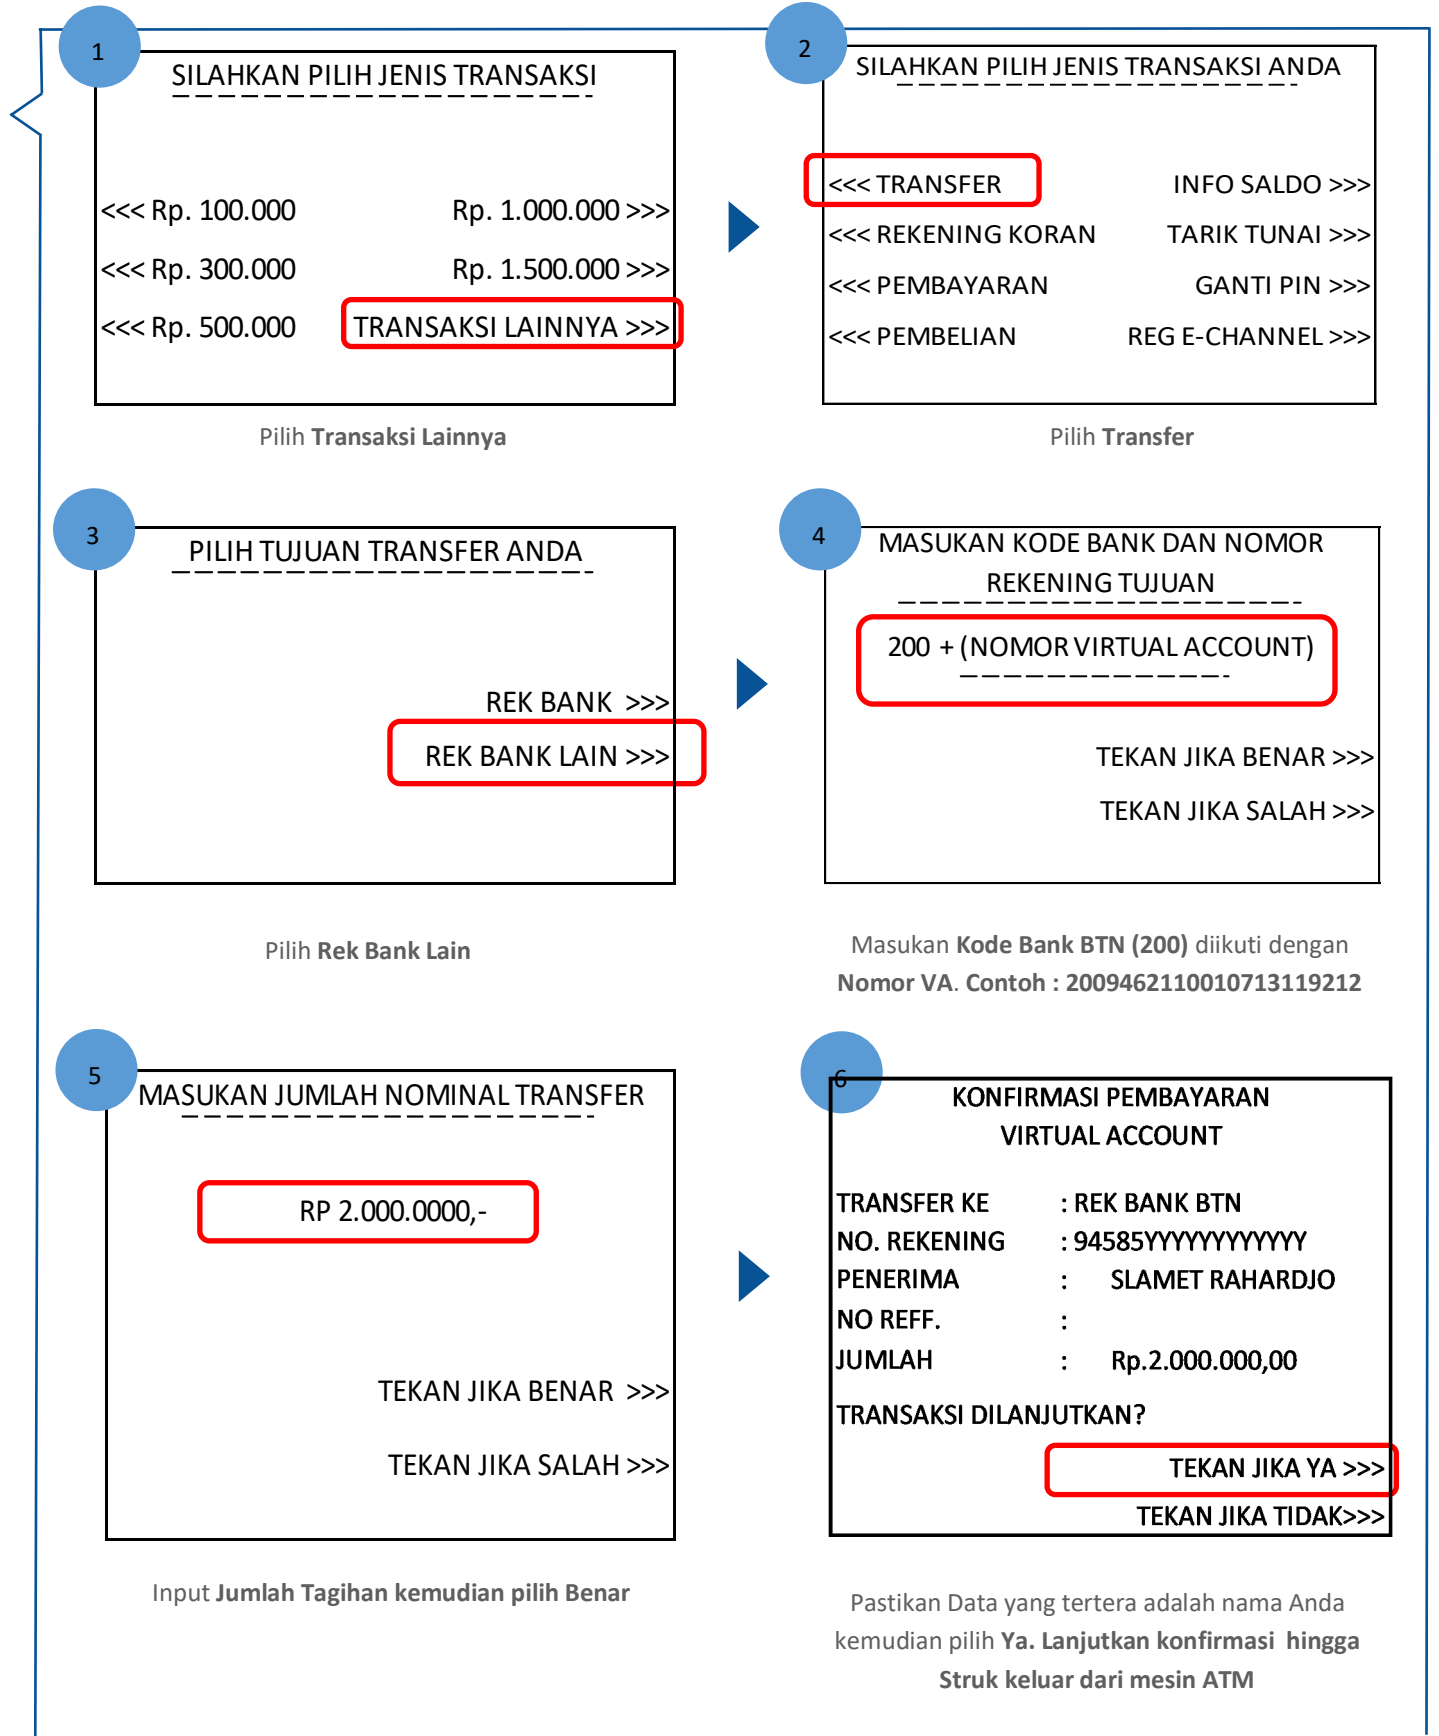 1
SILAHKAN PILIH JENIS TRANSAKSI
<<< Rp. 100.000 Rp. 1.000.000 >>>
<<< Rp. 300.000 Rp. 1.500.000 >>>
<<< Rp. 500.000 TRANSAKSI LAINNYA >>>
Pilih Transaksi Lainnya
2
SILAHKAN PILIH JENIS TRANSAKSI ANDA
<<< TRANSFER INFO SALDO >>>
<<< REKENING KORAN TARIK TUNAI >>>
<<< PEMBAYARAN GANTI PIN >>>
<<< PEMBELIAN REG E-CHANNEL >>>
Pilih Transfer
3
PILIH TUJUAN TRANSFER ANDA
REK BANK >>>
REK BANK LAIN >>>
Pilih Rek Bank Lain
4
MASUKAN KODE BANK DAN NOMOR
REKENING TUJUAN
200 + (NOMOR VIRTUAL ACCOUNT)
TEKAN JIKA BENAR >>>
TEKAN JIKA SALAH >>>
Masukan Kode Bank BTN (200) diikuti dengan
Nomor VA. Contoh : 2009462110010713119212
5
MASUKAN JUMLAH NOMINAL TRANSFER
RP 2.000.0000,-
TEKAN JIKA BENAR >>>
TEKAN JIKA SALAH >>>
Input Jumlah Tagihan kemudian pilih Benar
6
KONFIRMASI PEMBAYARAN
VIRTUAL ACCOUNT
TRANSFER KE : REK BANK BTN
NO. REKENING : 94585YYYYYYYYYYYY
PENERIMA : SLAMET RAHARDJO
NO REFF. :
JUMLAH : Rp.2.000.000,00
TRANSAKSI DILANJUTKAN?
TEKAN JIKA YA >>>
TEKAN JIKA TIDAK>>>
Pastikan Data yang tertera adalah nama Anda
kemudian pilih Ya. Lanjutkan konfirmasi hingga
Struk keluar dari mesin ATM